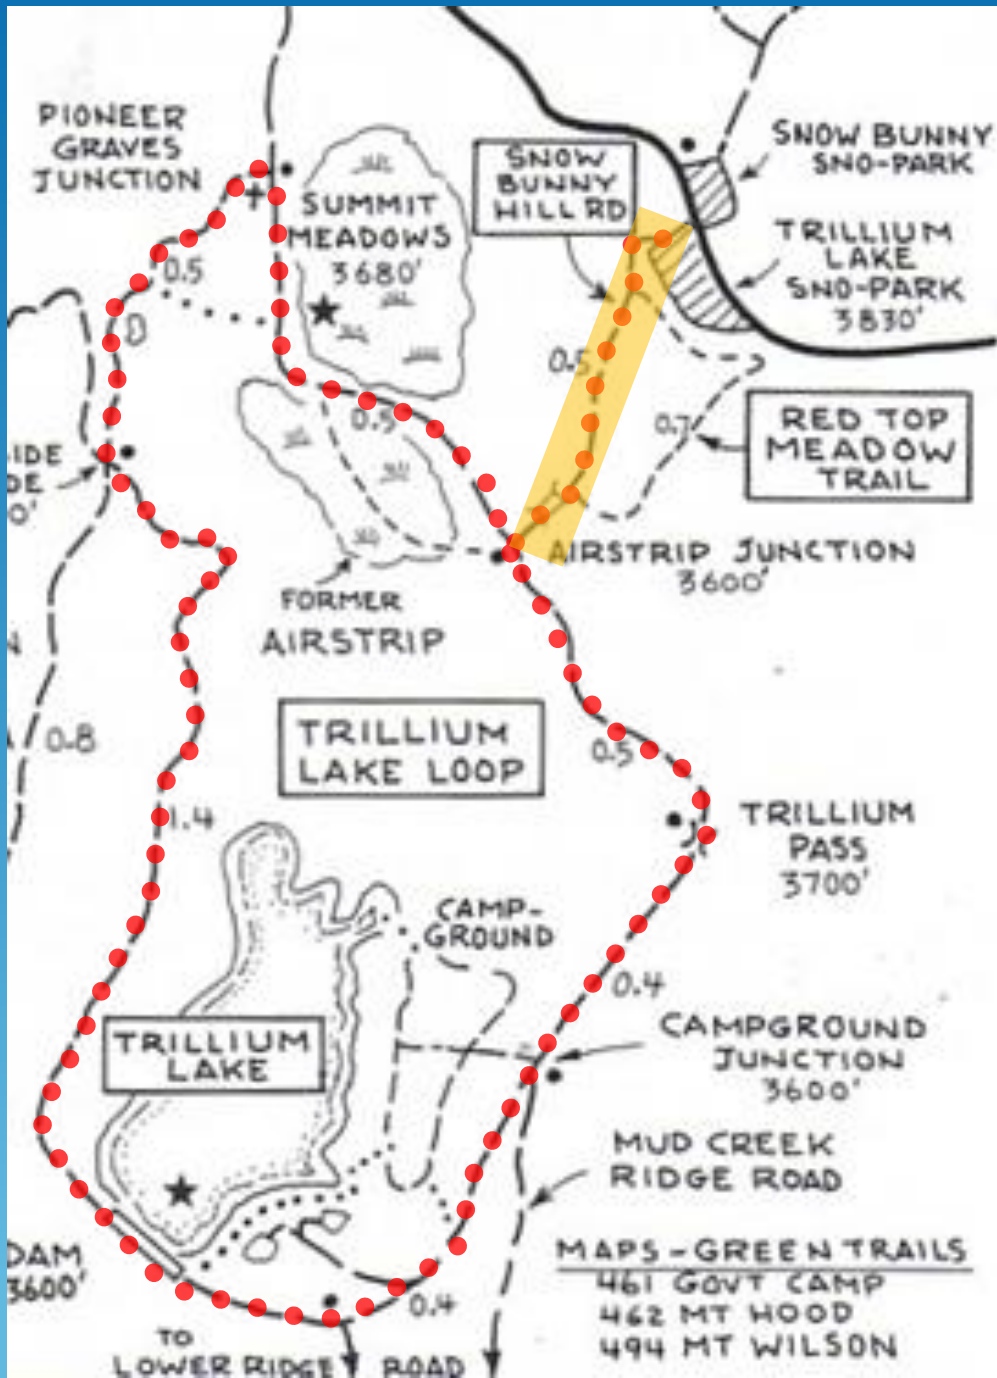 PIONEER
GRAVES
JUNCTION
SNOW
BUNNY
HILL RD
SNOW BUNNY
SNO-PARK
SUMMIT
MEADOWS
3680'
TRILLIUM
LAKE
SNO-PARK
3830'
0.5
0.5
0.5
0.7
RED TOP
MEADOW
TRAIL
IDE
DE
0'
AIRSTRIP JUNCTION
3600'
FORMER
AIRSTRIP
N
0.8
TRILLIUM
LAKE LOOP
0.5
1.4
TRILLIUM
PASS
3700'
CAMP-
GROUND
0.4
TRILLIUM
LAKE
CAMPGROUND
JUNCTION
3600'
MUD CREEK
RIDGE ROAD
DAM
3600'
0.4
MAPS-GREEN TRAILS
461 GOVT CAMP
462 MT HOOD
494 MT WILSON
TO
LOWER RIDGE ROAD